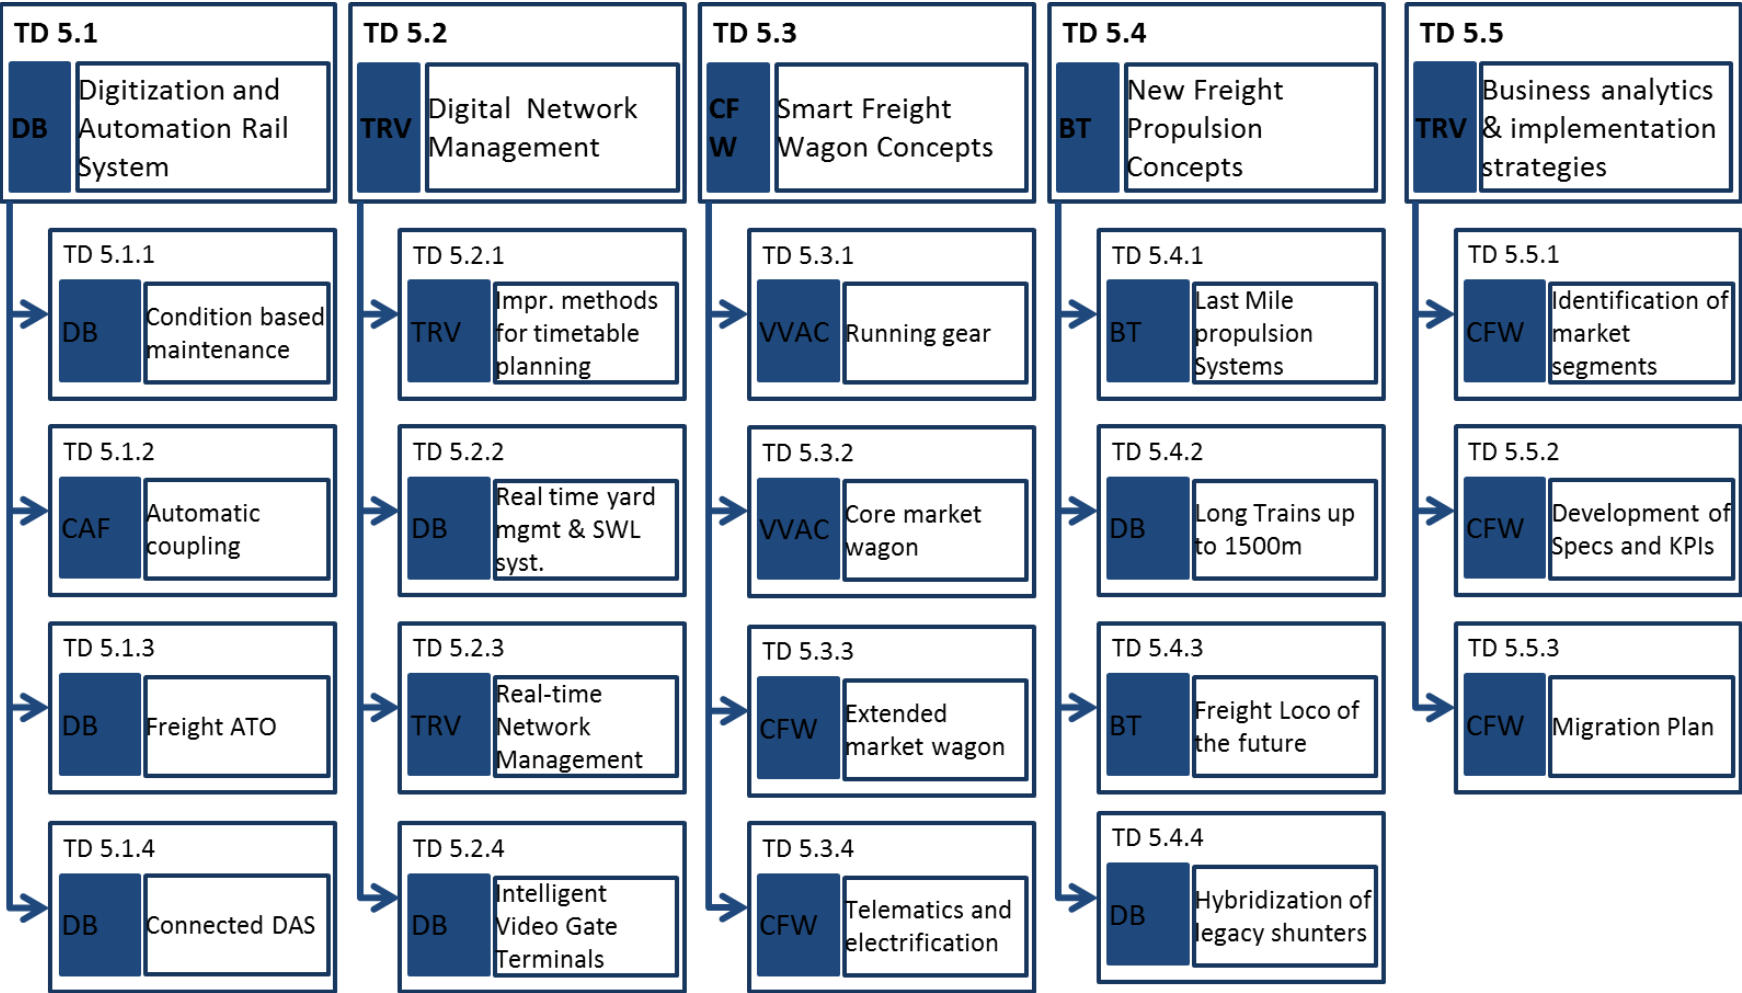 TD 5.1
DB
Digitization and
Automation Rail
System
TD 5.1.1
DB
Condition based
maintenance
TD 5.1.2
CAF
Automatic
coupling
TD 5.1.3
DB
Freight ATO
TD 5.1.4
DB
Connected DAS
TD 5.2
TRV
Digital Network
Management
TD 5.2.1
TRV
Impr. methods
for timetable
planning
TD 5.2.2
DB
Real time yard
mgmt & SWL
syst.
TD 5.2.3
TRV
Real-time
Network
Management
TD 5.2.4
DB
Intelligent
Video Gate
Terminals
TD 5.3
CF
W
Smart Freight
Wagon Concepts
TD 5.3.1
VVAC
Running gear
TD 5.3.2
VVAC
Core market
wagon
TD 5.3.3
CFW
Extended
market wagon
TD 5.3.4
CFW
Telematics and
electrification
TD 5.4
BT
New Freight
Propulsion
Concepts
TD 5.4.1
BT
Last Mile
propulsion
Systems
TD 5.4.2
DB
Long Trains up
to 1500m
TD 5.4.3
BT
Freight Loco of
the future
TD 5.4.4
DB
Hybridization of
legacy shunters
TD 5.5
TRV
Business analytics
& implementation
strategies
TD 5.5.1
CFW
Identification of
market
segments
TD 5.5.2
CFW
Development of
Specs and KPIs
TD 5.5.3
CFW
Migration Plan